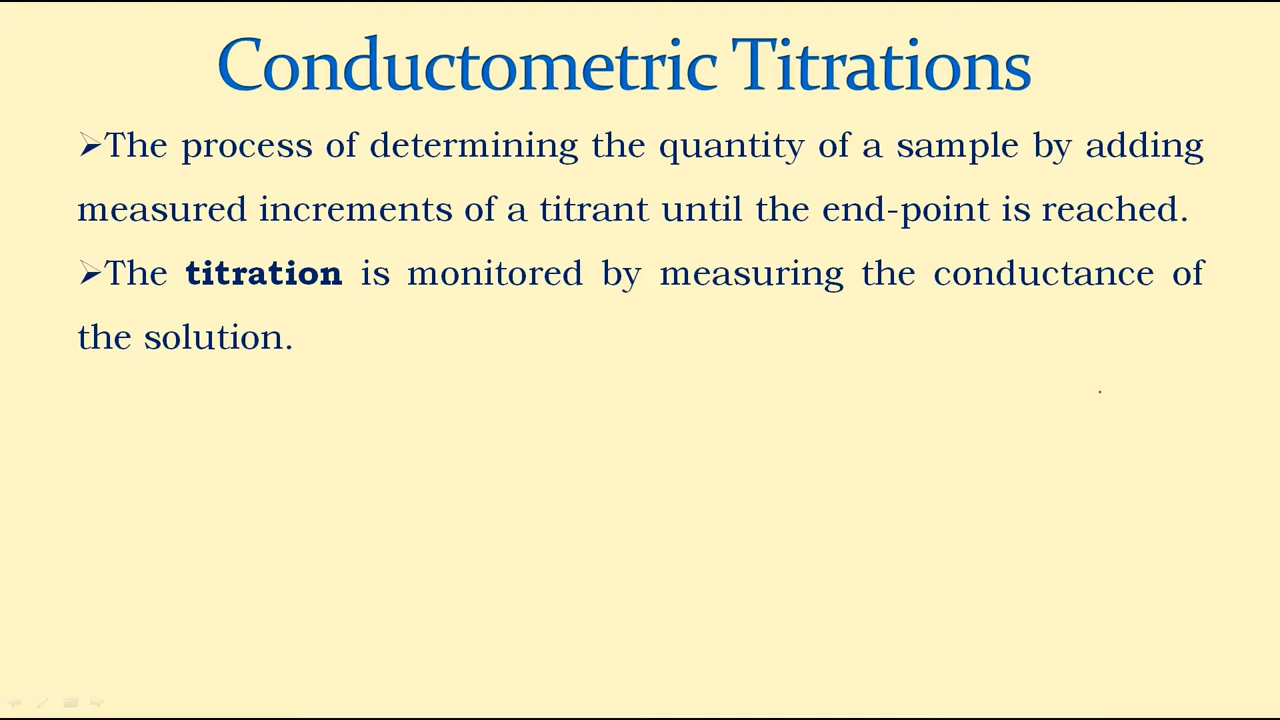 Conductometric Titrations
➢The process of determining the quantity of a sample by adding
measured increments of a titrant until the end-point is reached.
➢The titration is monitored by measuring the conductance of
the solution.